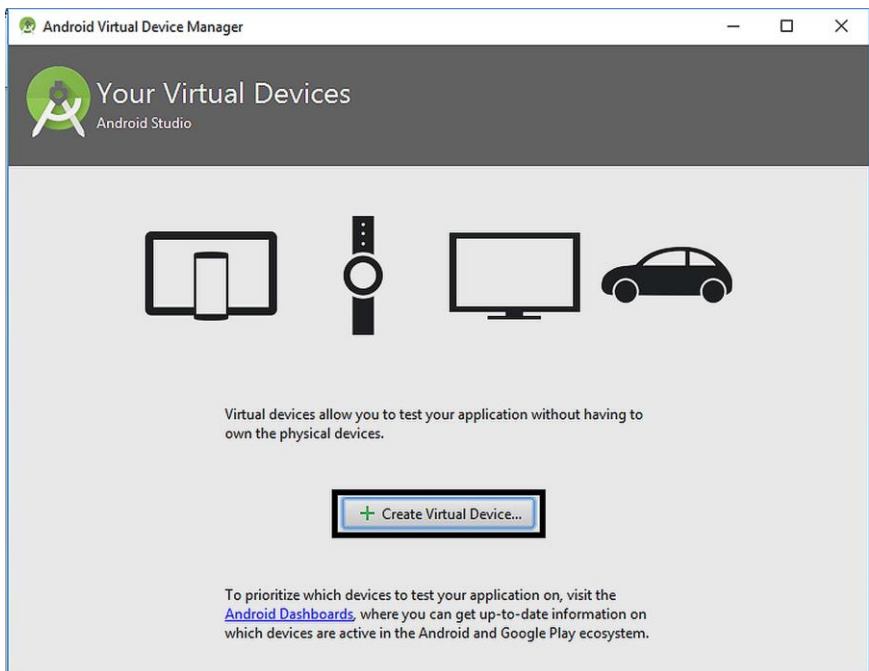 Android Virtual Device Manager
Your Virtual Devices
Android Studio
Virtual devices allow you to test your application without having to
own the physical devices.
Create Virtual Device...
To prioritize which devices to test your application on, visit the
Android Dashboards, where you can get up-to-date information on
which devices are active in the Android and Google Play ecosystem.